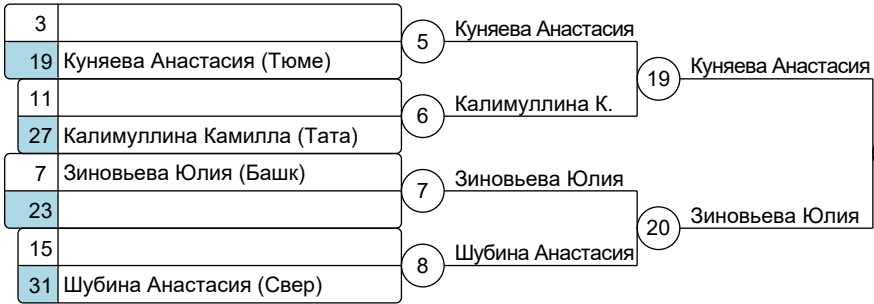 3
19 Куняева Анастасия (Тюме)
5
Куняева Анастасия
11
27 Калимуллина Камилла (Тата)
6
Калимуллина К.
19
Куняева Анастасия
7 Зиновьева Юлия (Башк)
23
7
Зиновьева Юлия
15
31 Шубина Анастасия (Свер)
8
Шубина Анастасия
20
Зиновьева Юлия